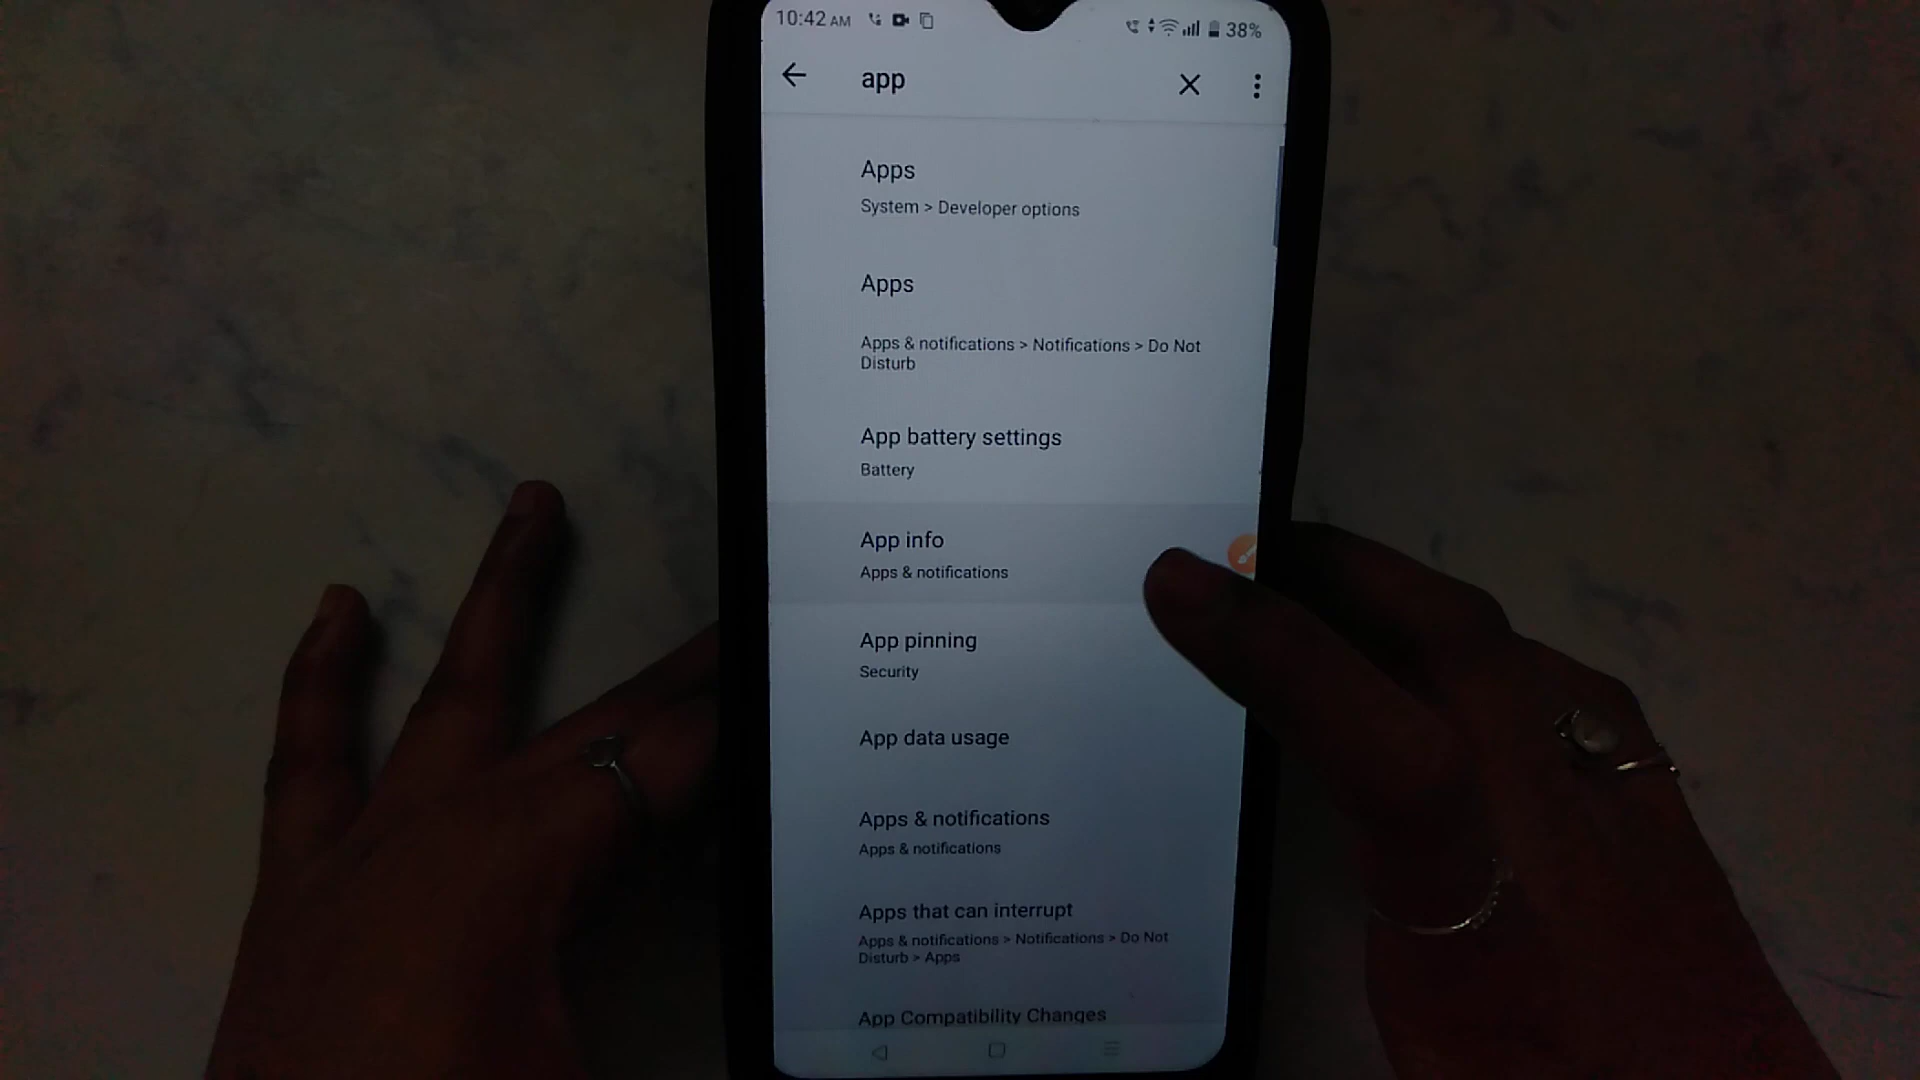 10:42 AM
38%
app
Apps
System > Developer options
Apps
Apps & notifications > Notifications > Do Not
Disturb
App battery settings
Battery
App info
Apps & notifications
App pinning
Security
App data usage
Apps & notifications
Apps & notifications
Apps that can interrupt
Apps & notifications > Notifications > Do Not
Disturb > Apps
App Compatibility Changes